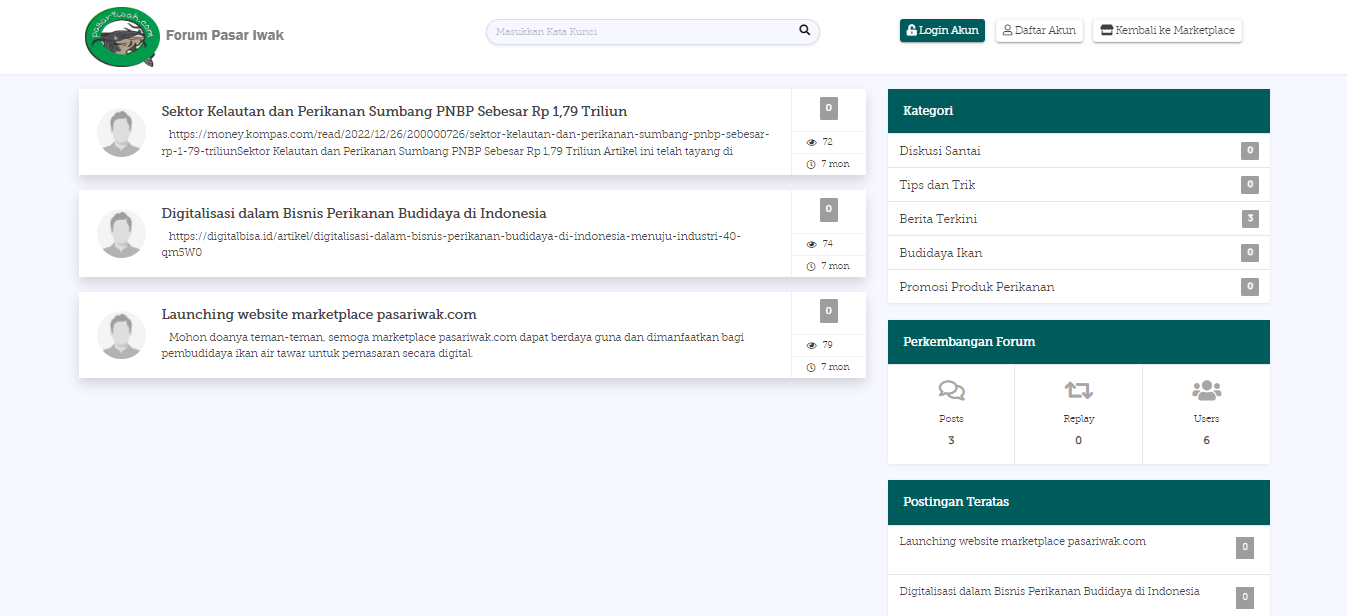 pasariwak.com
Forum Pasar Iwak
Masukkan Kata Kunci
Login Akun
Daftar Akun
Kembali ke Marketplace
Sektor Kelautan dan Perikanan Sumbang PNBP Sebesar Rp 1,79 Triliun
https://money.kompas.com/read/2022/12/26/200000726/sektor-kelautan-dan-perikanan-sumbang-pnbp-sebesar-
rp-1-79-triliunSektor Kelautan dan Perikanan Sumbang PNBP Sebesar Rp 1,79 Triliun Artikel ini telah tayang di
0
72
7 mon
Digitalisasi dalam Bisnis Perikanan Budidaya di Indonesia
https://digitalbisa.id/artikel/digitalisasi-dalam-bisnis-perikanan-budidaya-di-indonesia-menuju-industri-40-
qmSW0
0
74
7 mon
Launching website marketplace pasariwak.com
Mohon doanya teman-teman, semoga marketplace pasariwak.com dapat berdaya guna dan dimanfaatkan bagi
pembudidaya ikan air tawar untuk pemasaran secara digital.
0
79
7 mon
Kategori
Diskusi Santai 0
Tips dan Trik 0
Berita Terkini 3
Budidaya Ikan 0
Promosi Produk Perikanan 0
Perkembangan Forum
Posts
3
Replay
0
Users
6
Postingan Teratas
Launching website marketplace pasariwak.com 0
Digitalisasi dalam Bisnis Perikanan Budidaya di Indonesia 0